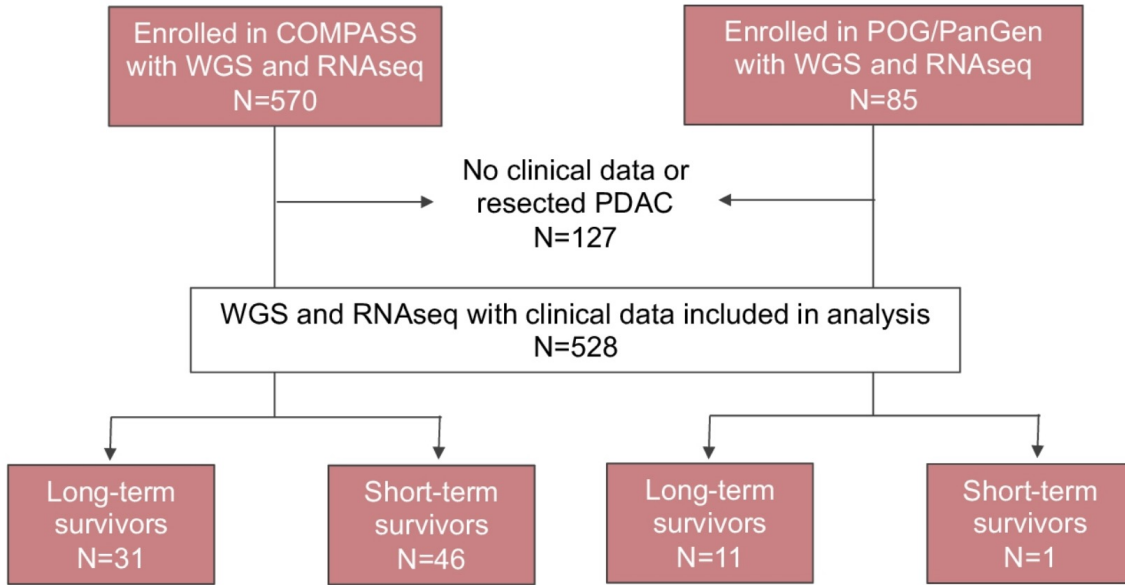 Enrolled in COMPASS
with WGS and RNAseq
N=570
Enrolled in POG/PanGen
with WGS and RNAseq
N=85
No clinical data or
resected PDAC
N=127
WGS and RNAseq with clinical data included in analysis
N=528
Long-term
survivors
N=31
Short-term
survivors
N=46
Long-term
survivors
N=11
Short-term
survivors
N=1